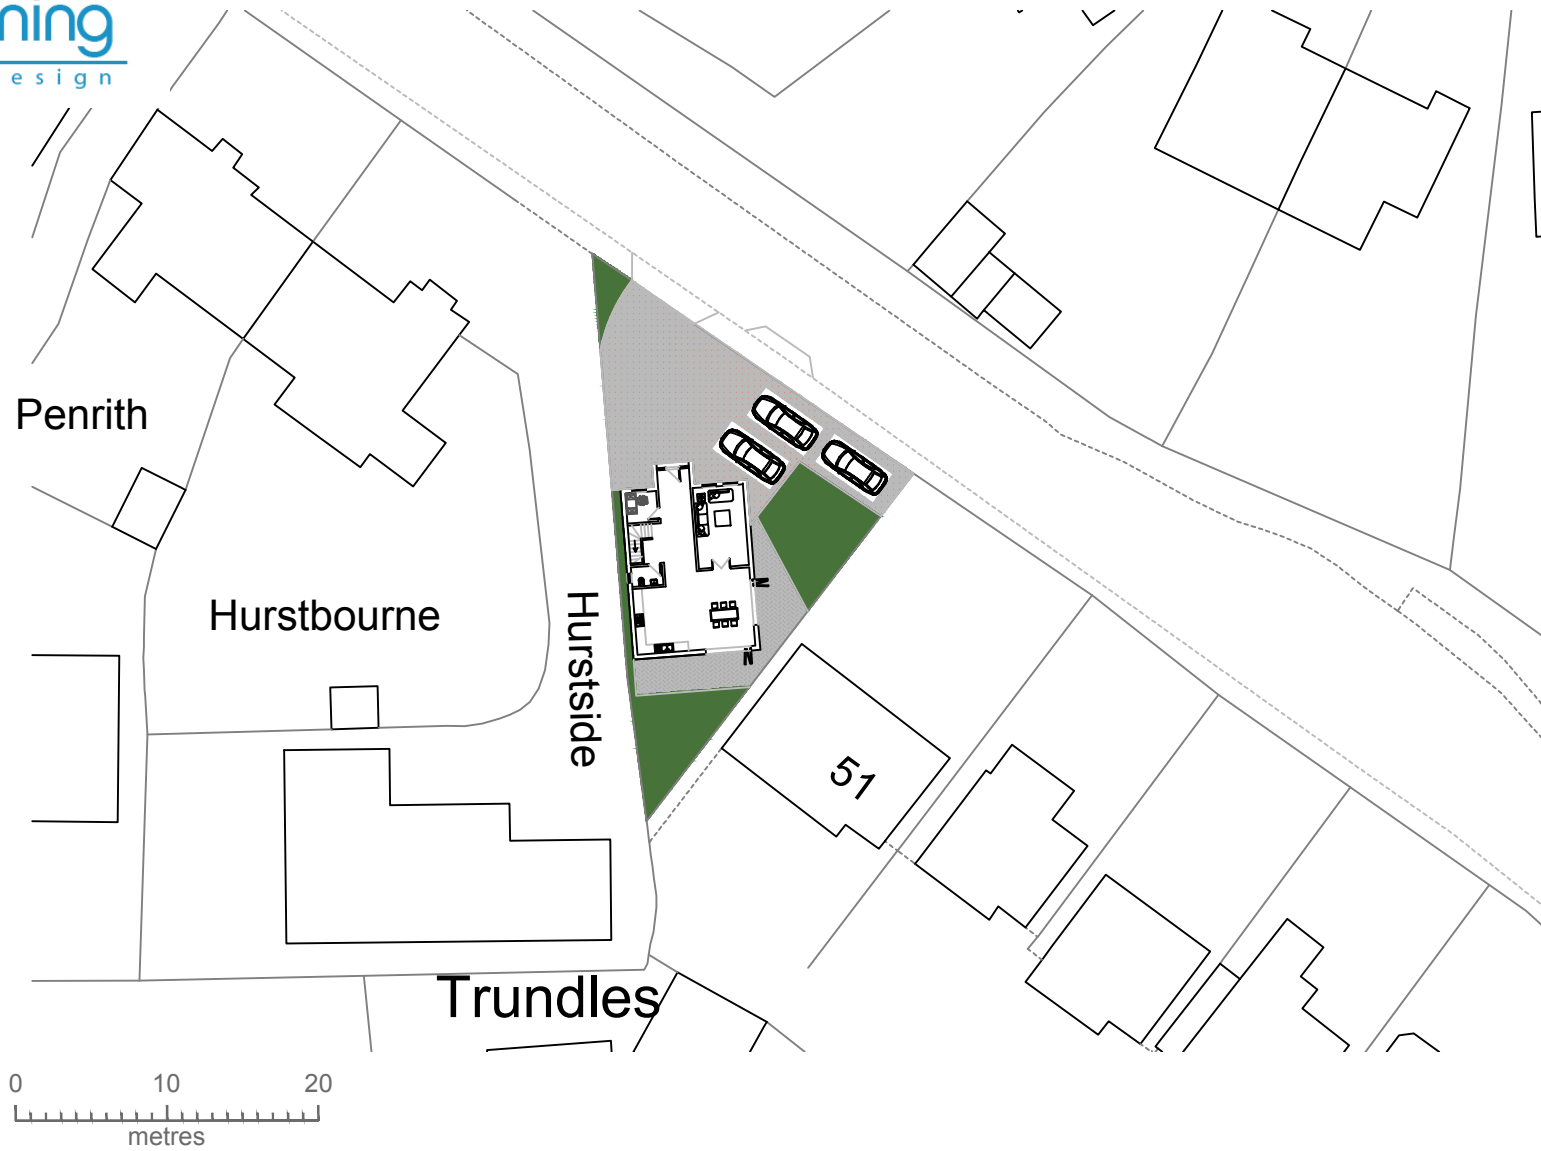 ning
esign
Penrith
Hurstbourne
Hurstside
51
Trundles
0 10 20
metres